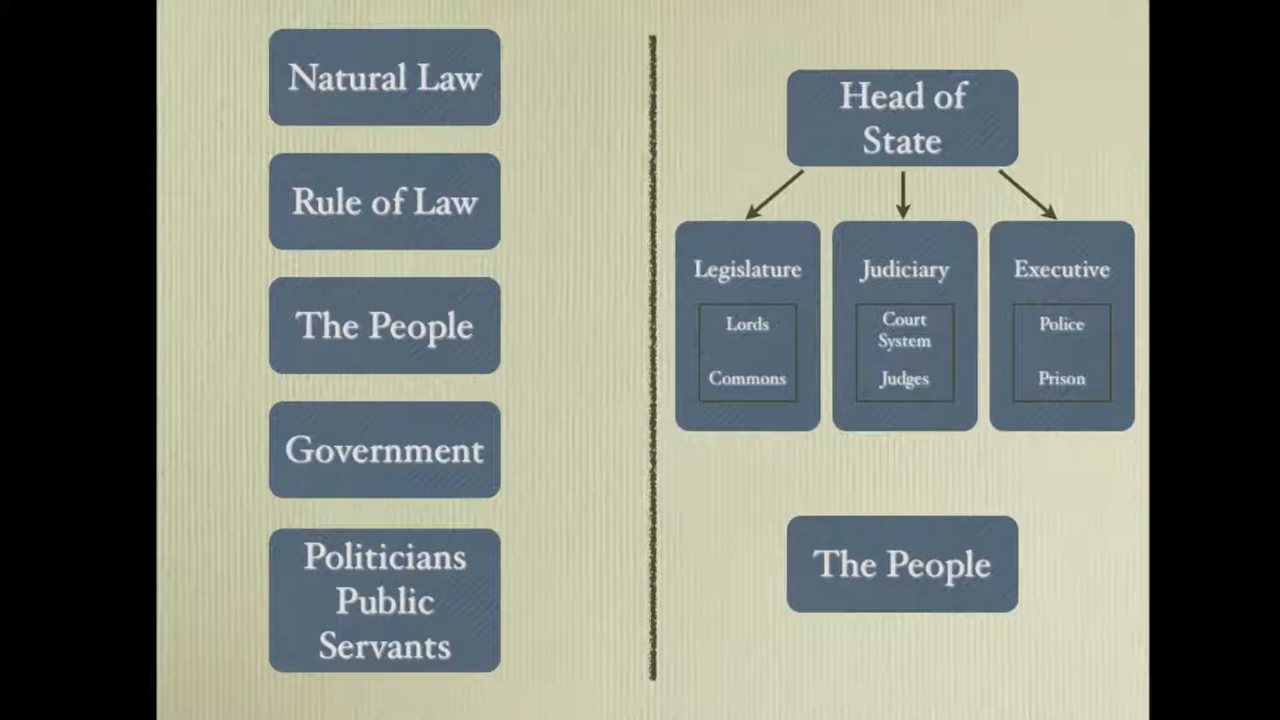 Natural Law
Rule of Law
The People
Government
Politicians
Public
Servants
Head of
State
Legislature
Lords
Commons
Judiciary
Court
System
Judges
Executive
Police
Prison
The People